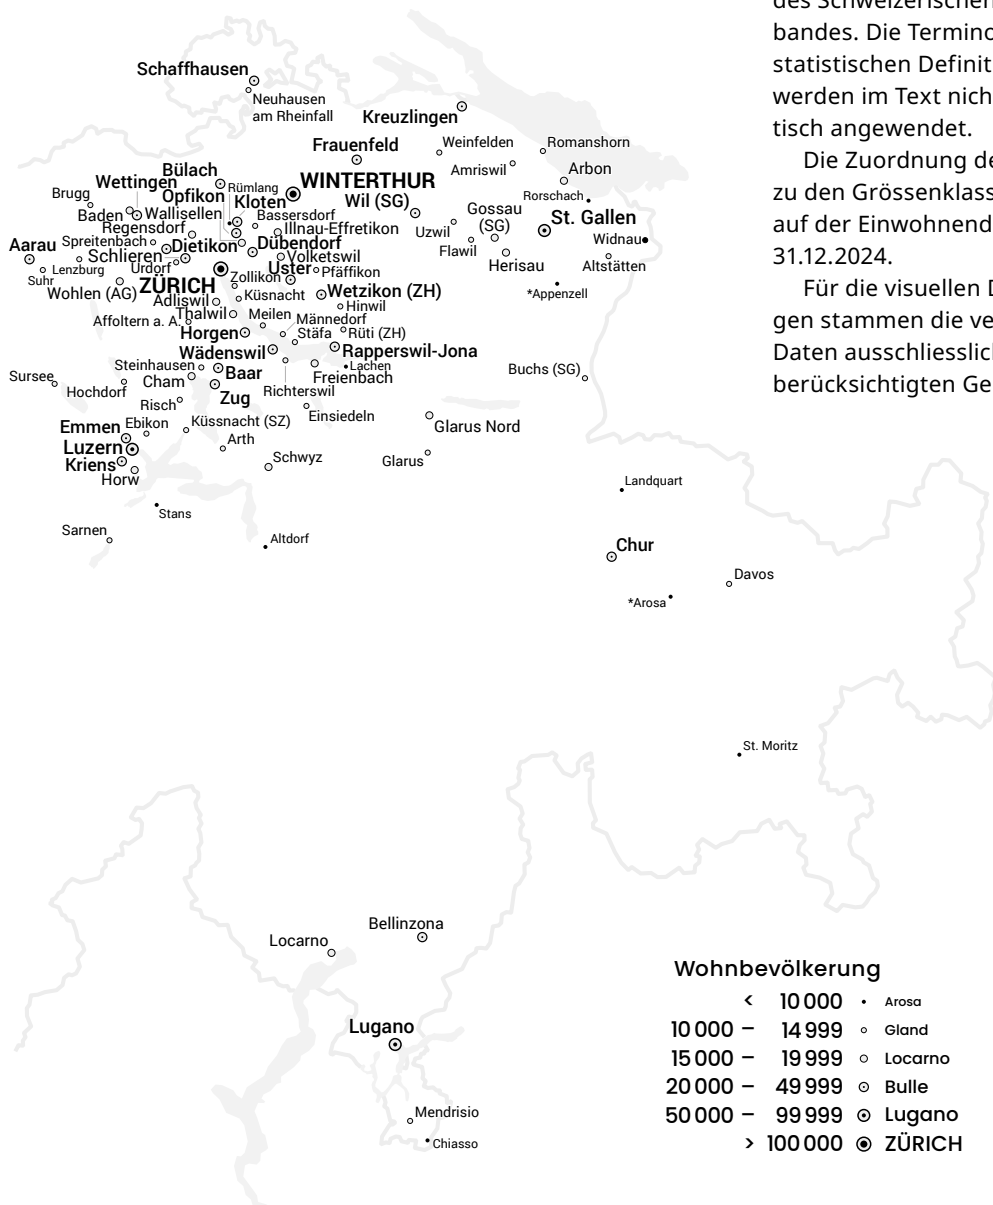 des Schweizerischen
bandes. Die Termino
statistischen Definit
werden im Text nich
tisch angewendet.
Die Zuordnung de
zu den Grössenklass
auf der Einwohnend
31.12.2024.
Für die visuellen D
gen stammen die ve
Daten ausschliesslich
berücksichtigten Ge
Schaffhausen
Neuhausen
am Rheinfall
Kreuzlingen
Frauenfeld
Weinfelden
Romanshorn
Amriswil
Arbon
Bülach
Wettingen
Rümlang
WINTERTHUR
Brugg
Opfikon
Kloten
Wil (SG)
Rorschach
Baden
Wallisellen
Bassersdorf
Gossau
(SG)
St. Gallen
Regensdorf
Illnau-Effretikon
Uzwil
Widnau
Aarau
Spreitenbach
Dietikon
Dübendorf
Flawil
Schlieren
Volketswil
Herisau
Altstätten
Lenzburg
Urdorf
Uster
Pfäffikon
Suhr
Zollikon
ZÜRICH
Wohlen (AG)
Küsnacht
Wetzikon (ZH)
*Appenzell
Adliswil
Hinwil
Thalwil
Meilen
Männedorf
Affoltern a. A.
Horgen
Stäfa
Rüti (ZH)
Wädenswil
Rapperswil-Jona
Steinhausen
Lachen
Buchs (SG)
Sursee
Baar
Cham
Freienbach
Hochdorf
Richterswil
Zug
Risch
Einsiedeln
Küssnacht (SZ)
Ebikon
Emmen
Glarus Nord
Arth
Luzern
Schwyz
Glarus
Kriens
Horw
Landquart
Stans
Sarnen
Altdorf
Chur
Davos
*Arosa
St. Moritz
Bellinzona
Locarno
Lugano
Mendrisio
Chiasso
Wohnbevölkerung
< 10 000 Arosa
10 000 – 14 999 Gland
15 000 – 19 999 Locarno
20 000 – 49 999 Bulle
50 000 – 99 999 Lugano
> 100 000 ZÜRICH